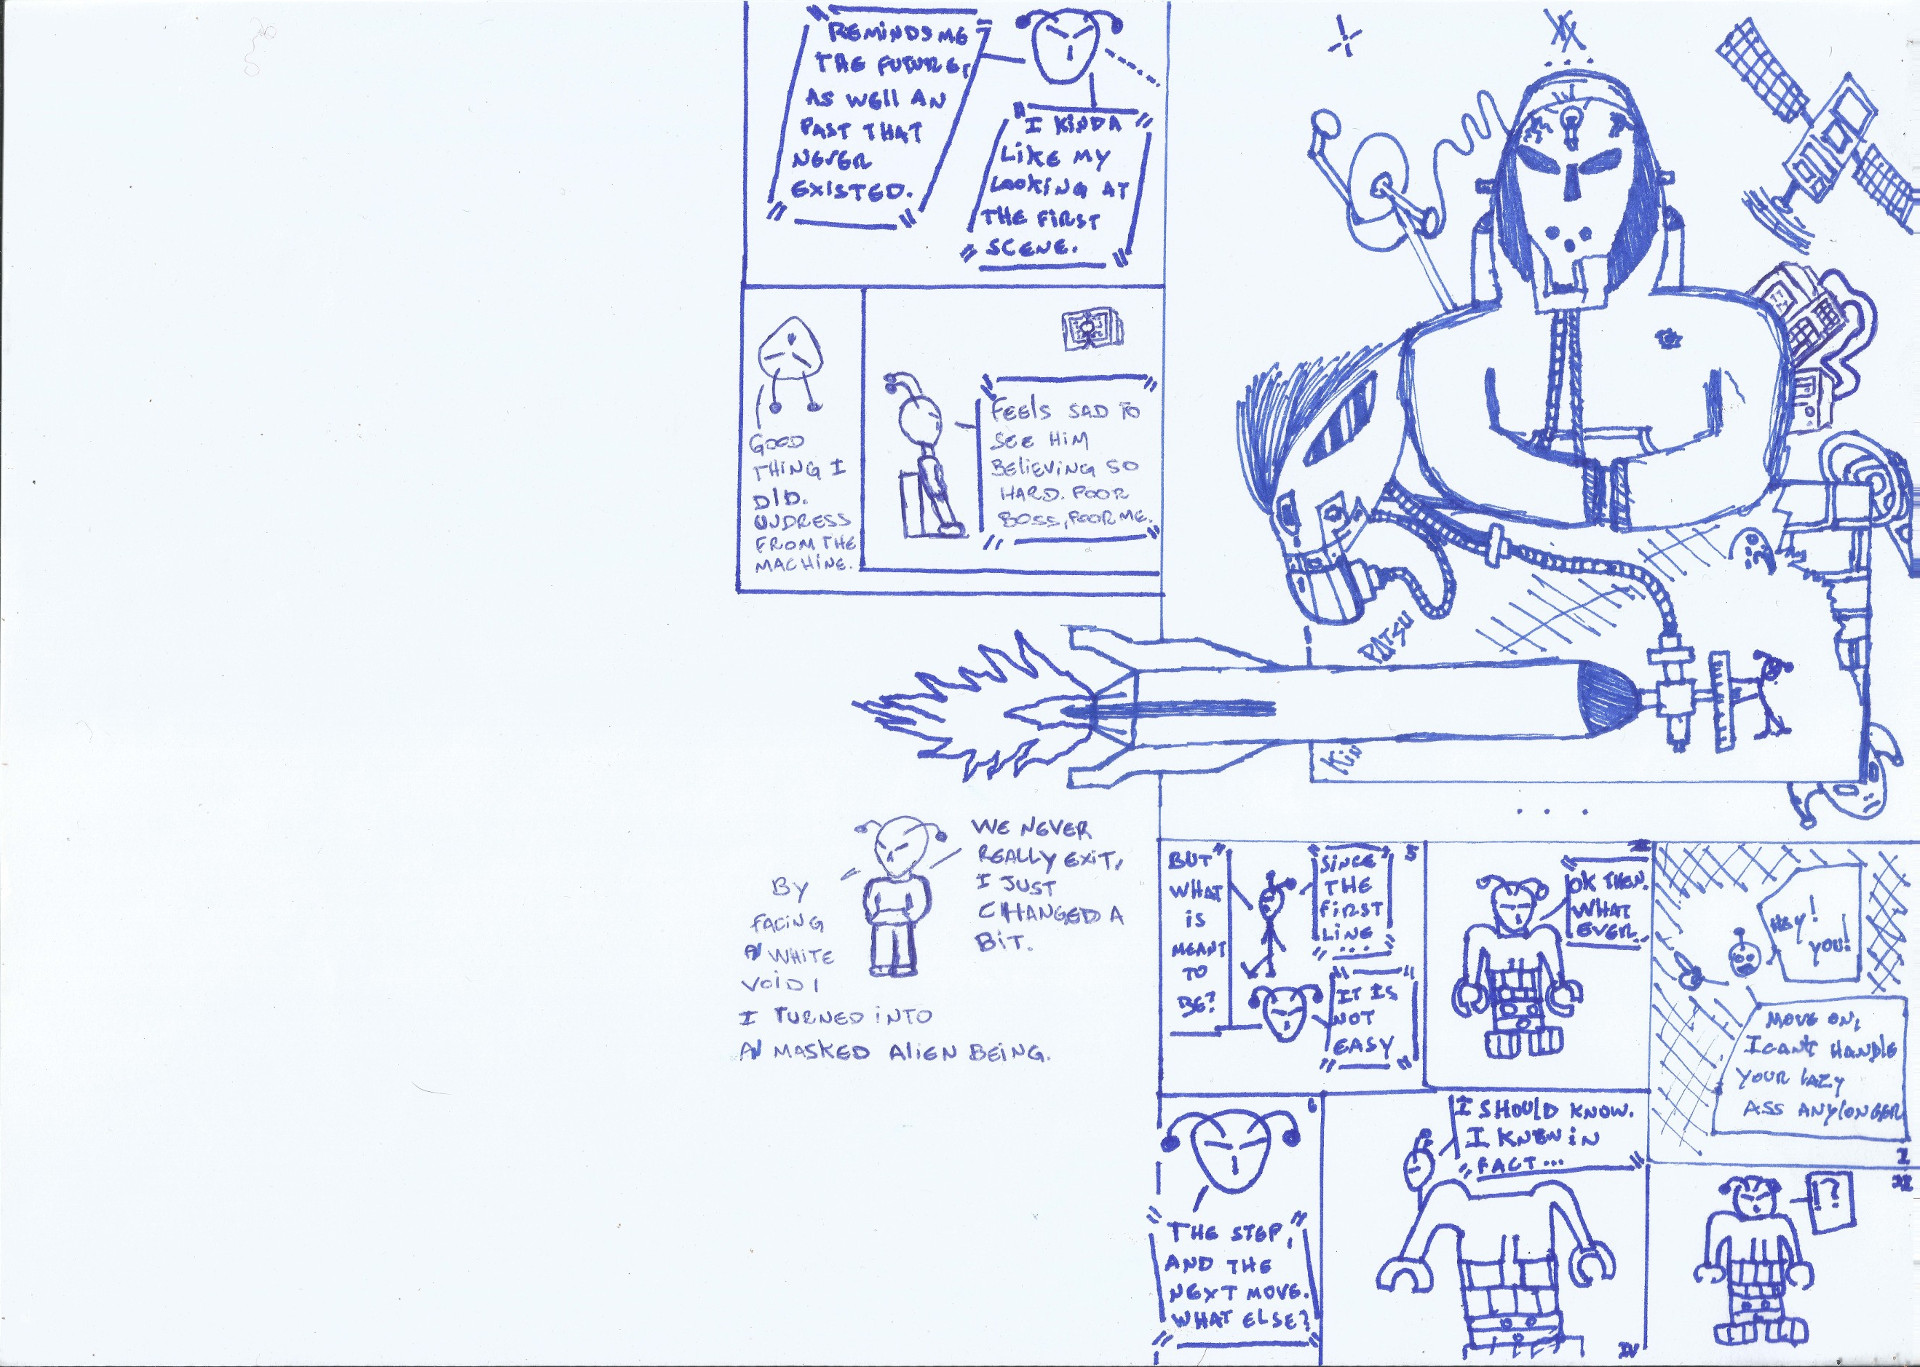 "REMINDS ME
THE FUTURE,
AS WELL AN
PAST THAT
NEVER
EXISTED."
"I KINDA
LIKE MY
LOOKING AT
THE FIRST
SCENE."
GOOD
THING I
DID.
UNDRESS
FROM THE
MACHINE.
"FEELS SAD TO
SEE HIM
BELIEVING SO
HARD. POOR
BOSS, POOR ME."
PATSU
...
WE NEVER
REALLY EXIT,
I JUST
CHANGED A
BIT.
BY
FACING
A WHITE
VOID I
I TURNED INTO
A MASKED ALIEN BEING.
BUT"
WHAT
IS
MEANT
TO
BE?
"SINCE
THE
FIRST
LINE
..."
5
"IT IS
NOT
EASY"
"OK THEN.
WHAT
EVER..
HEY!
YOU!
MOVE ON,
I CAN'T HANDLE
YOUR LAZY
ASS ANYLONGER
I
6
"THE STEP,"
AND THE
NEXT MOVE.
"WHAT ELSE?"
I SHOULD KNOW.
I KNEW IN
"FACT..."
IV
II
!?